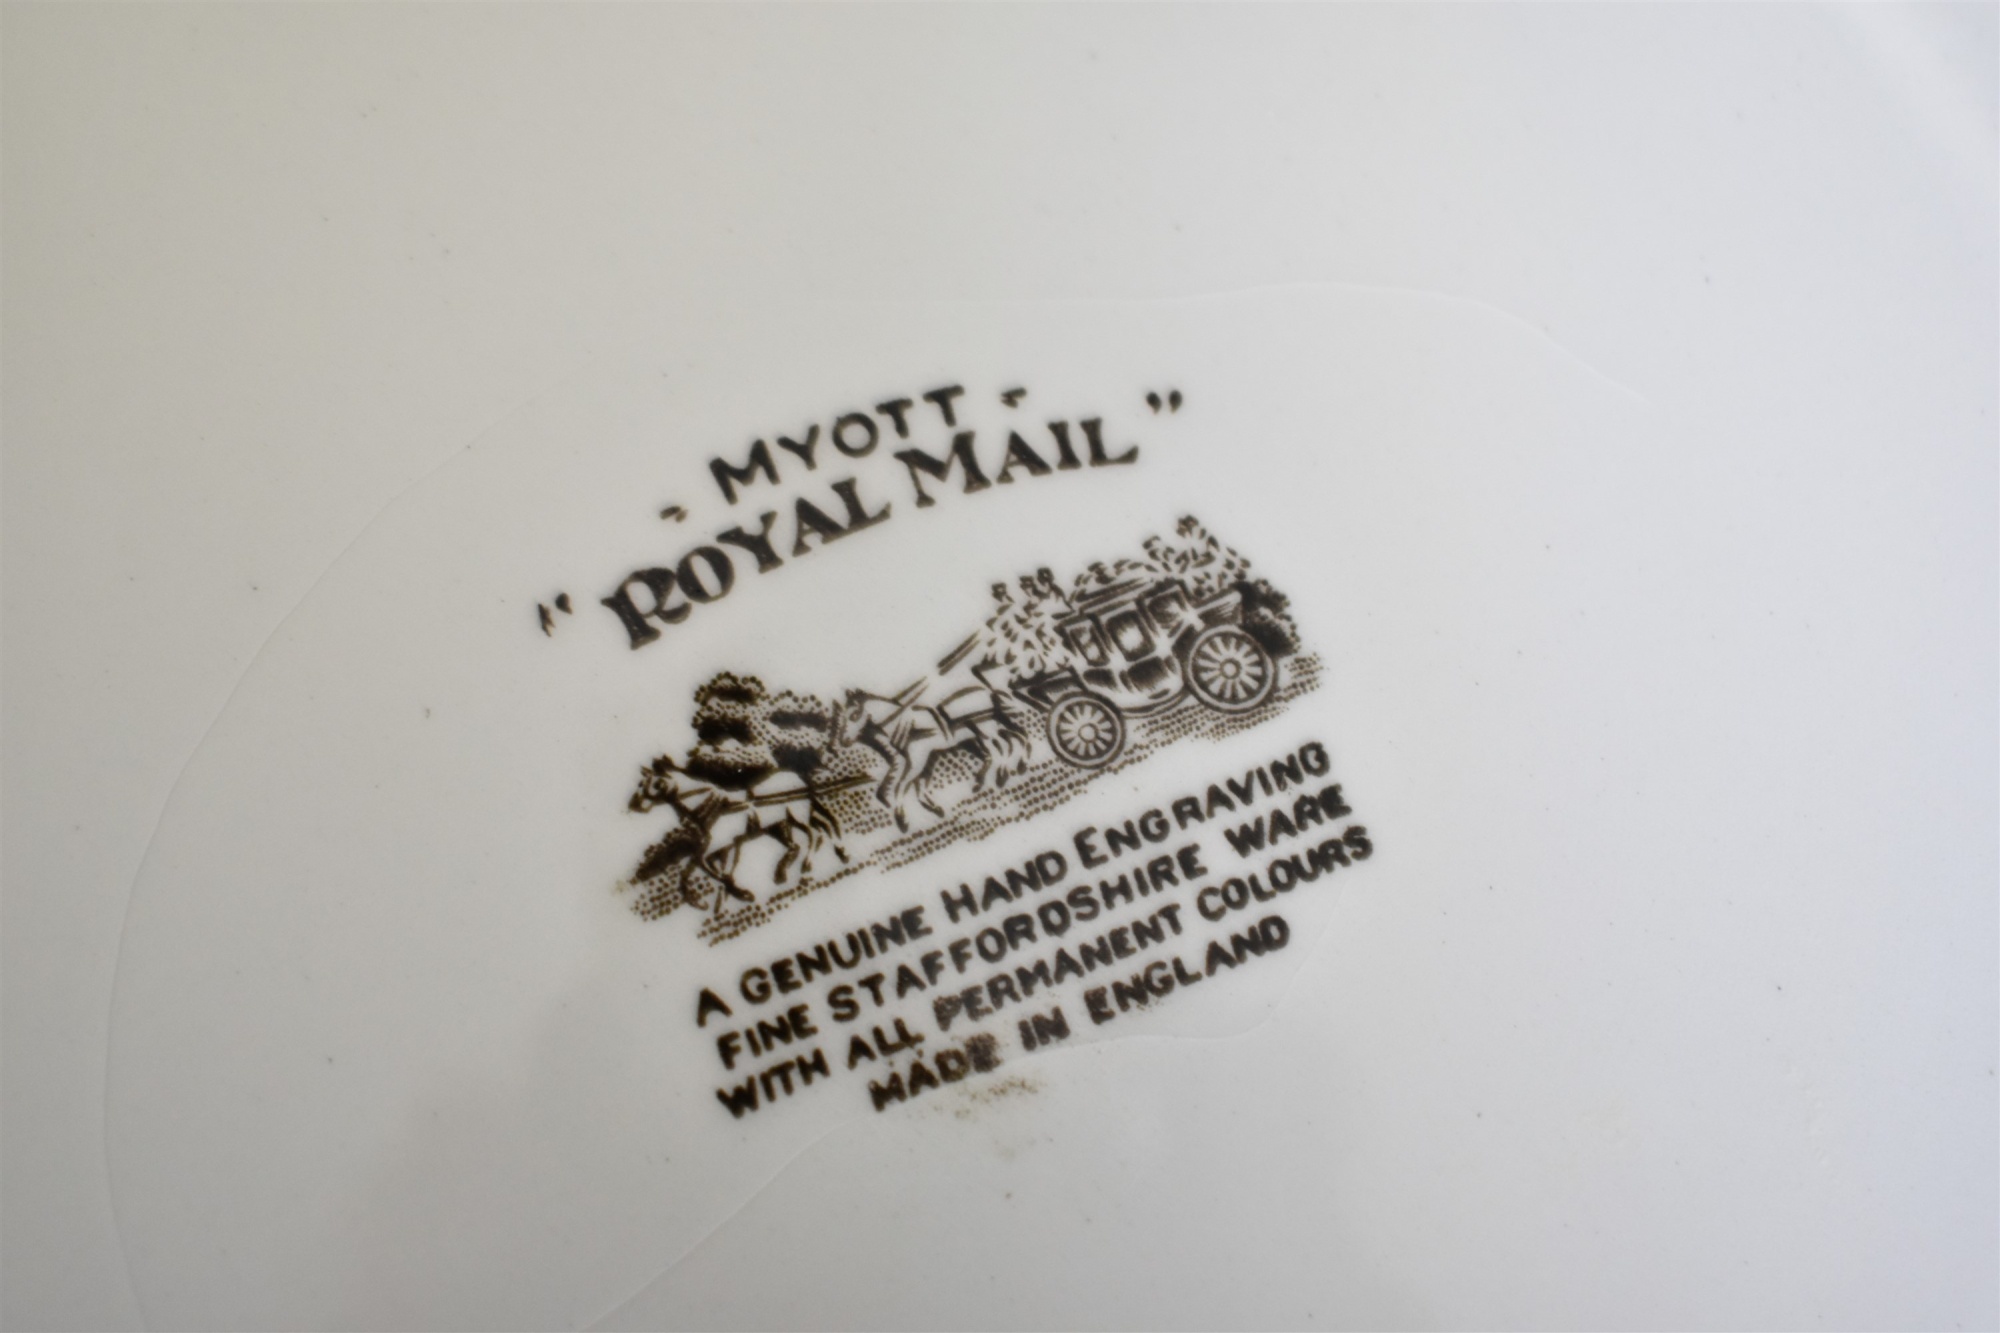 - MYOTT -
"ROYAL MAIL"
A GENUINE HAND ENGRAVING
FINE STAFFORDSHIRE WARE
WITH ALL PERMANENT COLOURS
MADE IN ENGLAND